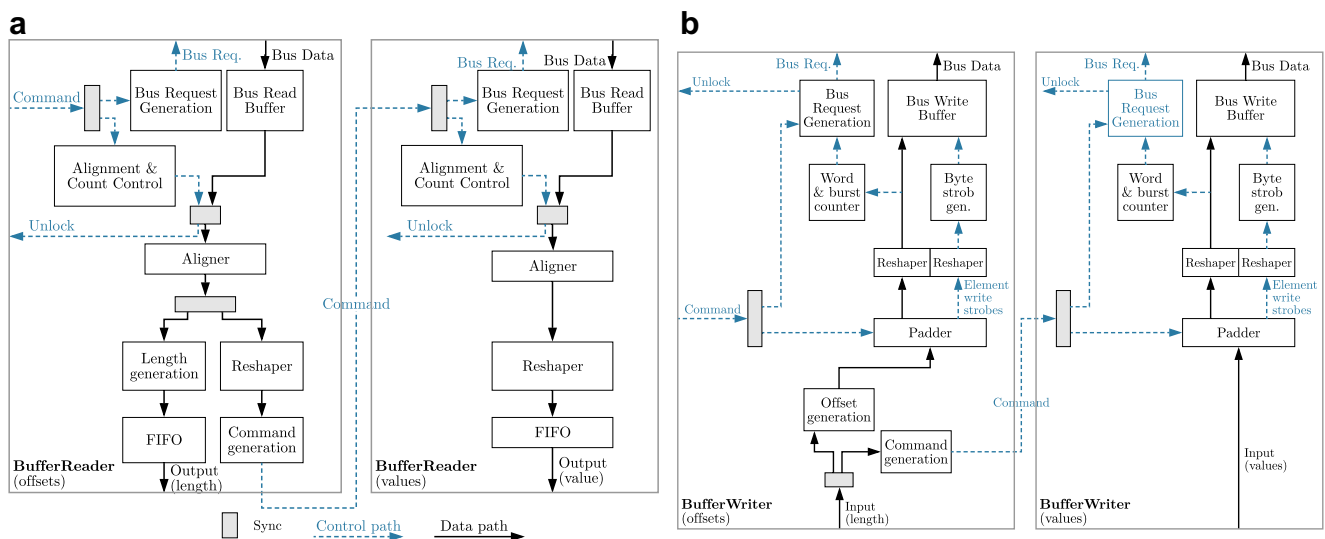 a
Bus Req.
Bus Data
Command
Bus Request
Generation
Bus Read
Buffer
Alignment &
Count Control
Unlock
Aligner
Length
generation
Reshaper
FIFO
Command
generation
BufferReader
(offsets)
Output
(length)
Bus Req.
Bus Data
Bus Request
Generation
Bus Read
Buffer
Alignment &
Count Control
Unlock
Aligner
Command
Reshaper
FIFO
BufferReader
(values)
Output
(value)
Sync
Control path
Data path
b
Bus Req.
Bus Data
Unlock
Bus
Request
Generation
Bus Write
Buffer
Word
& burst
counter
Byte
strob
gen.
Reshaper
Reshaper
Element
write
strobes
Command
Padder
Offset
generation
Command
generation
BufferWriter
(offsets)
Input
(length)
Bus Req.
Bus Data
Unlock
Bus
Request
Generation
Bus Write
Buffer
Word
& burst
counter
Byte
strob
gen.
Reshaper
Reshaper
Element
write
strobes
Padder
Command
Input
(values)
BufferWriter
(values)